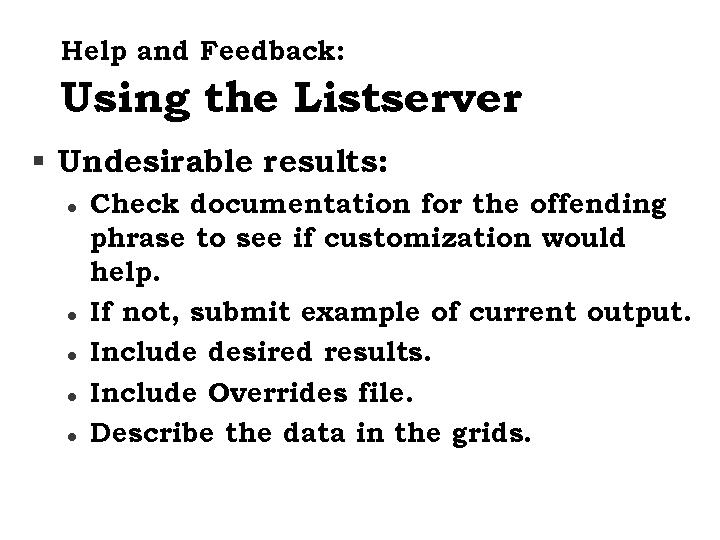 Help and Feedback:
Using the Listserver
▪ Undesirable results:
● Check documentation for the offending
phrase to see if customization would
help.
● If not, submit example of current output.
● Include desired results.
● Include Overrides file.
● Describe the data in the grids.